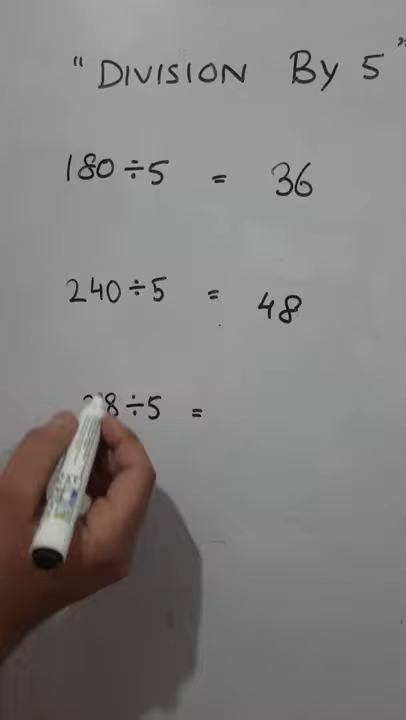 "DIVISION By 5"
180÷5 = 36
240÷5 = 48
8÷5 =